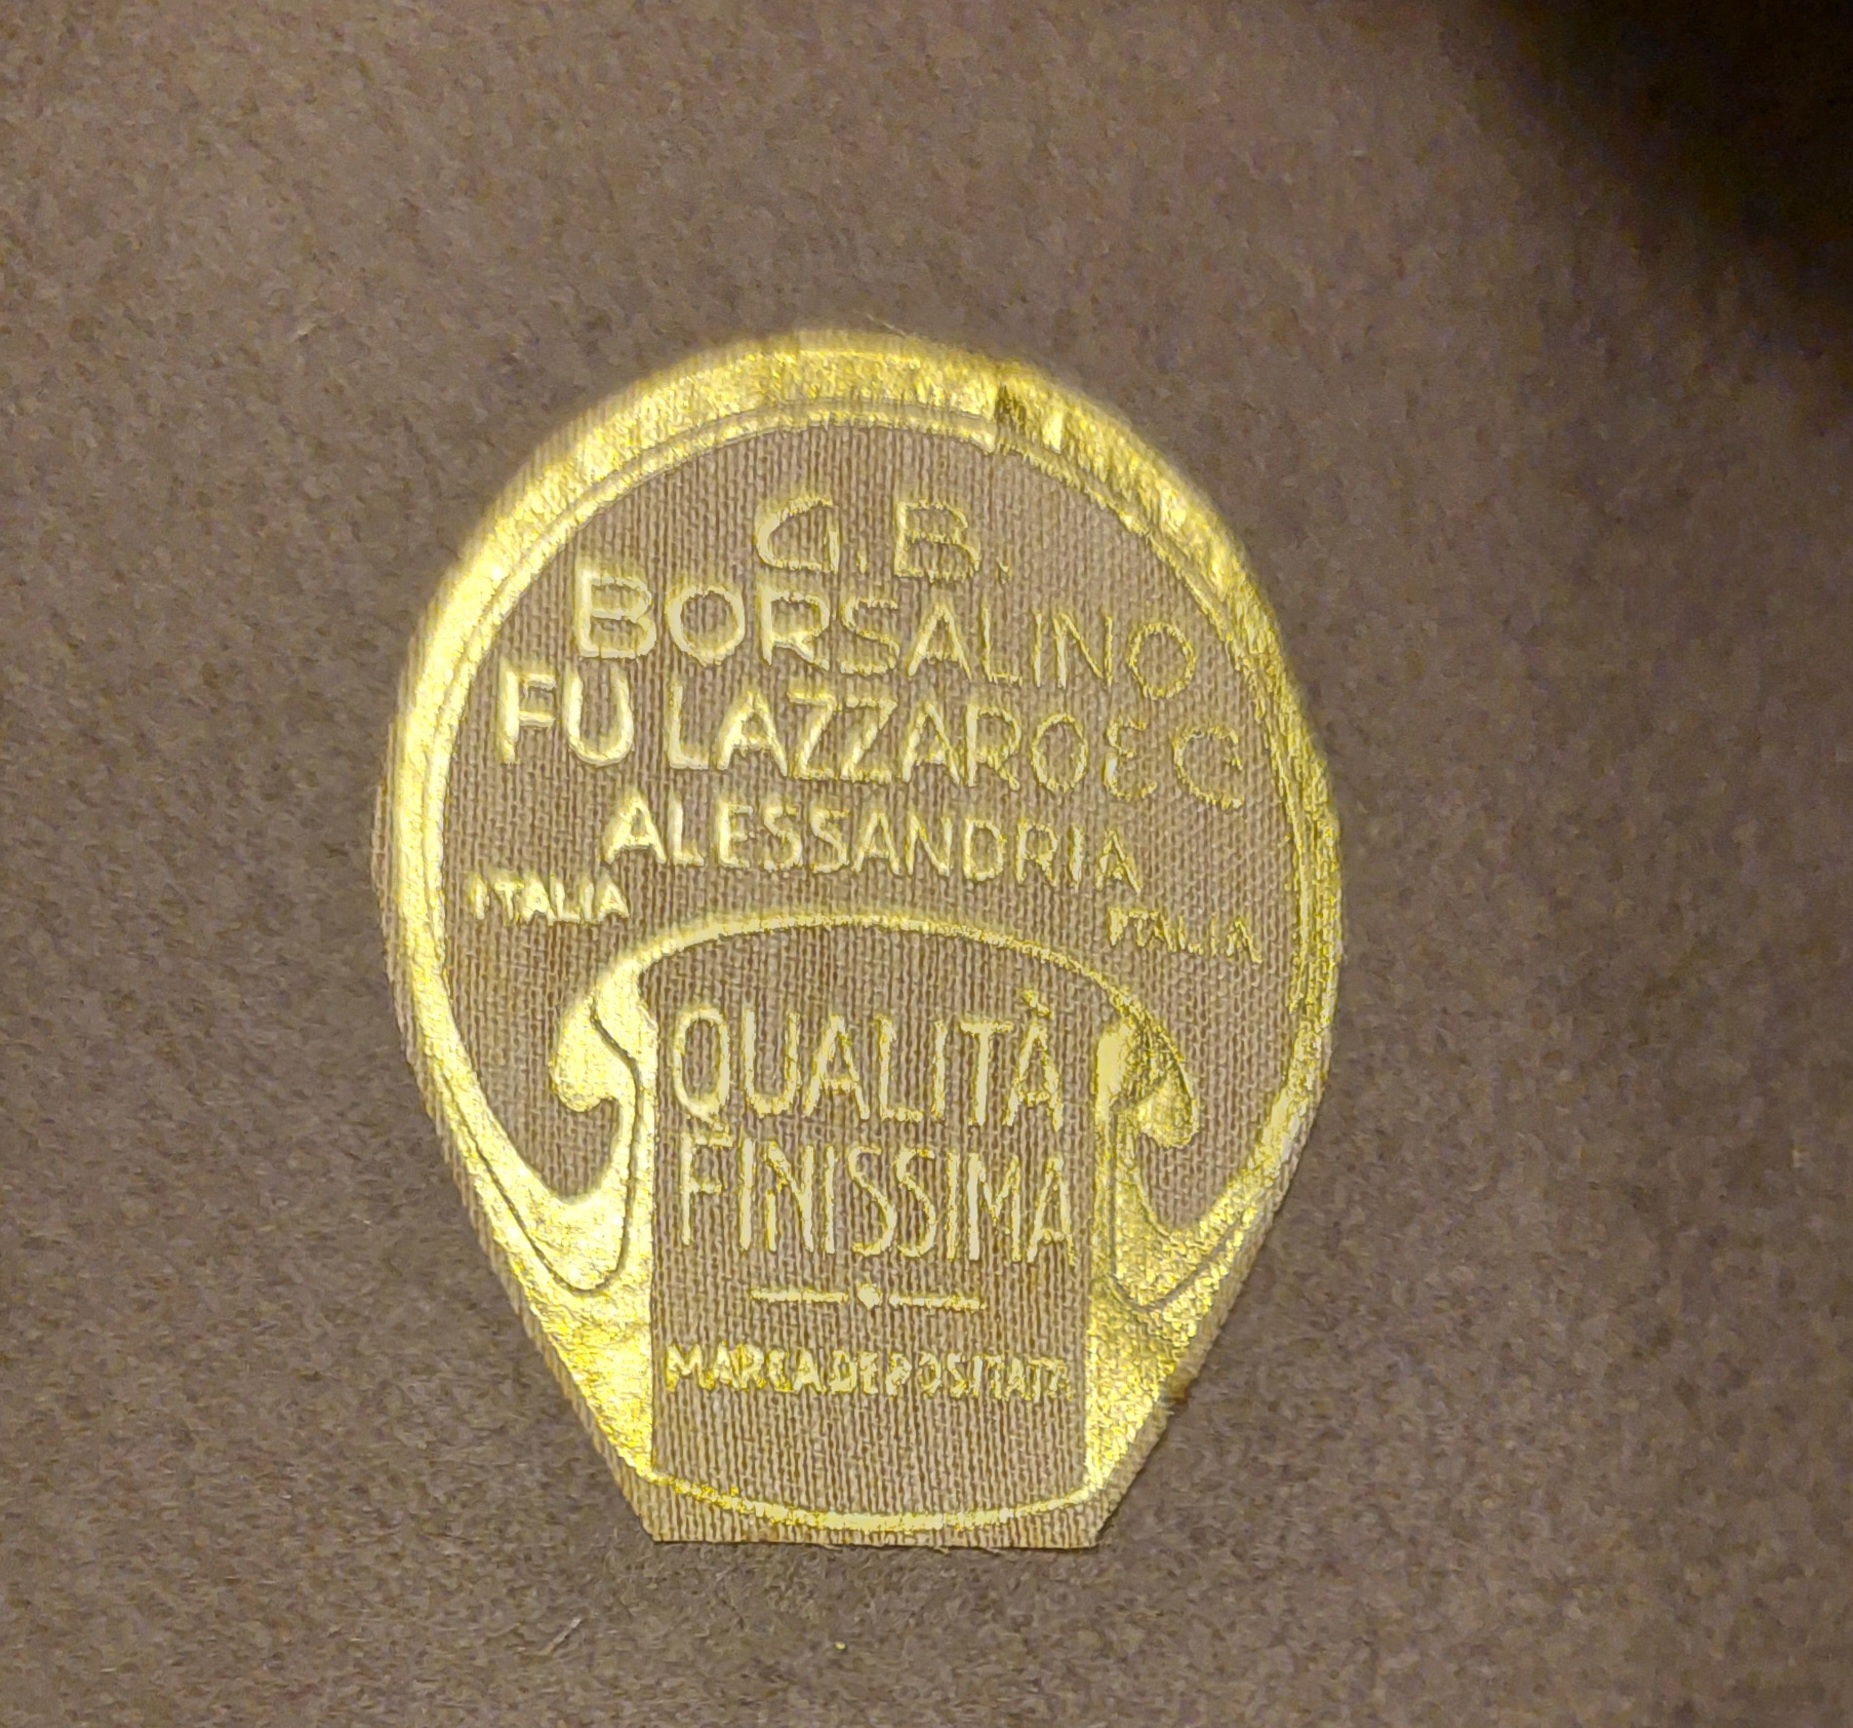 G.B.
BORSALINO
FU LAZZARO & C
ALESSANDRIA
ITALIA ITALIA
QUALITÀ
FINISSIMA
MARCA DEPOSITATA